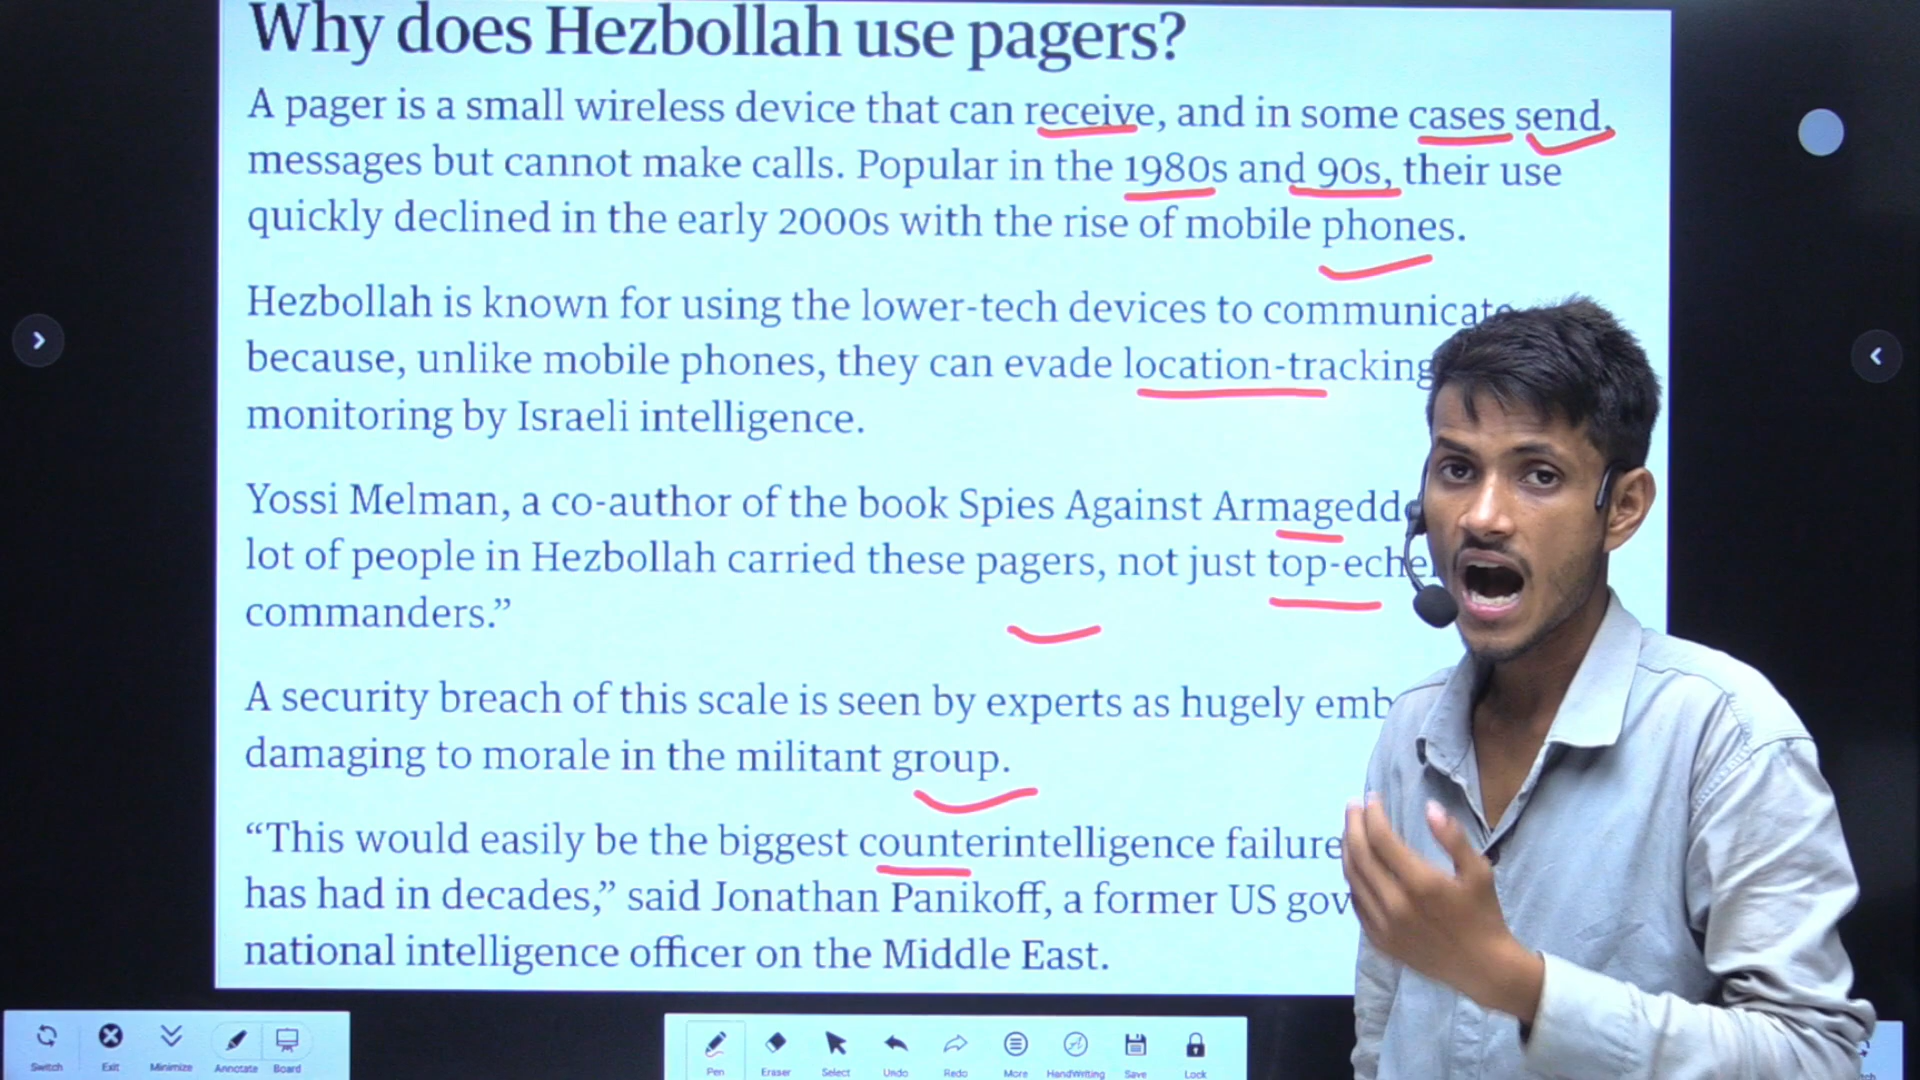 Why does Hezbollah use pagers?
A pager is a small wireless device that can receive, and in some cases send,
messages but cannot make calls. Popular in the 1980s and 90s, their use
quickly declined in the early 2000s with the rise of mobile phones.
Hezbollah is known for using the lower-tech devices to communicate
because, unlike mobile phones, they can evade location-tracking
monitoring by Israeli intelligence.
Yossi Melman, a co-author of the book Spies Against Armagedd
lot of people in Hezbollah carried these pagers, not just top-eche
commanders.”
A security breach of this scale is seen by experts as hugely emb
damaging to morale in the militant group.
“This would easily be the biggest counterintelligence failure
has had in decades,” said Jonathan Panikoff, a former US gov
national intelligence officer on the Middle East.
Switch Exit Minimize Annotate Board Pen Eraser Select Undo Redo More HandWriting Save Lock